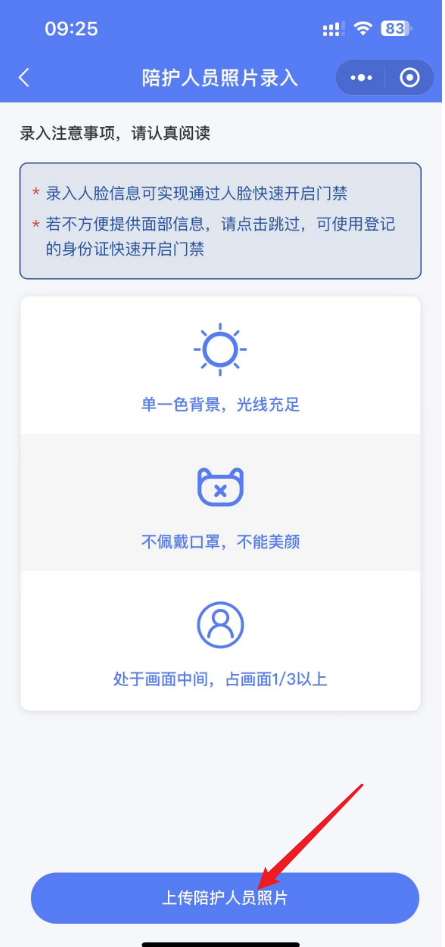 09:25
83
陪护人员照片录入
录入注意事项，请认真阅读
* 录入人脸信息可实现通过人脸快速开启门禁
* 若不方便提供面部信息，请点击跳过，可使用登记
的身份证快速开启门禁
单一色背景，光线充足
不佩戴口罩，不能美颜
处于画面中间，占画面1/3以上
上传陪护人员照片